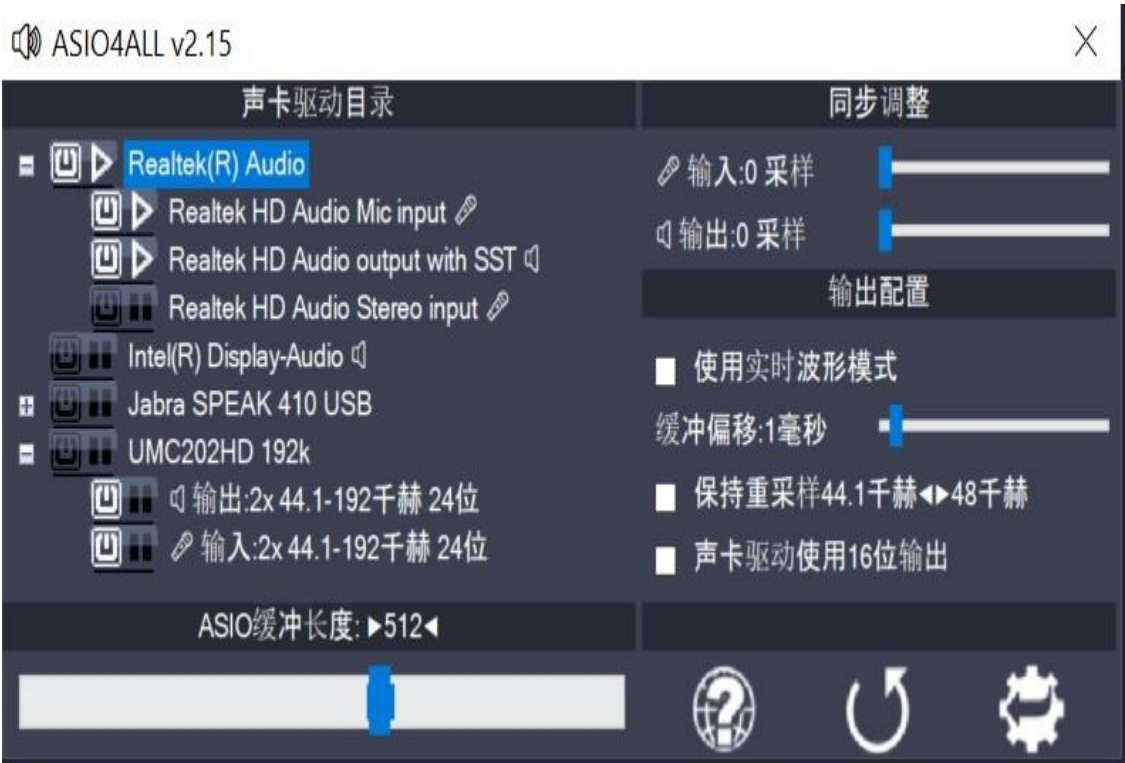 ASIO4ALL v2.15
声卡驱动目录
Realtek(R) Audio
Realtek HD Audio Mic input
Realtek HD Audio output with SST
Realtek HD Audio Stereo input
Intel(R) Display-Audio
Jabra SPEAK 410 USB
UMC202HD 192k
输出:2x 44.1-192千赫 24位
输入:2x 44.1-192千赫 24位
ASIO缓冲长度: ▶512◀
同步调整
输入:0 采样
输出:0 采样
输出配置
使用实时波形模式
缓冲偏移:1毫秒
保持重采样44.1千赫◀▶48千赫
声卡驱动使用16位输出